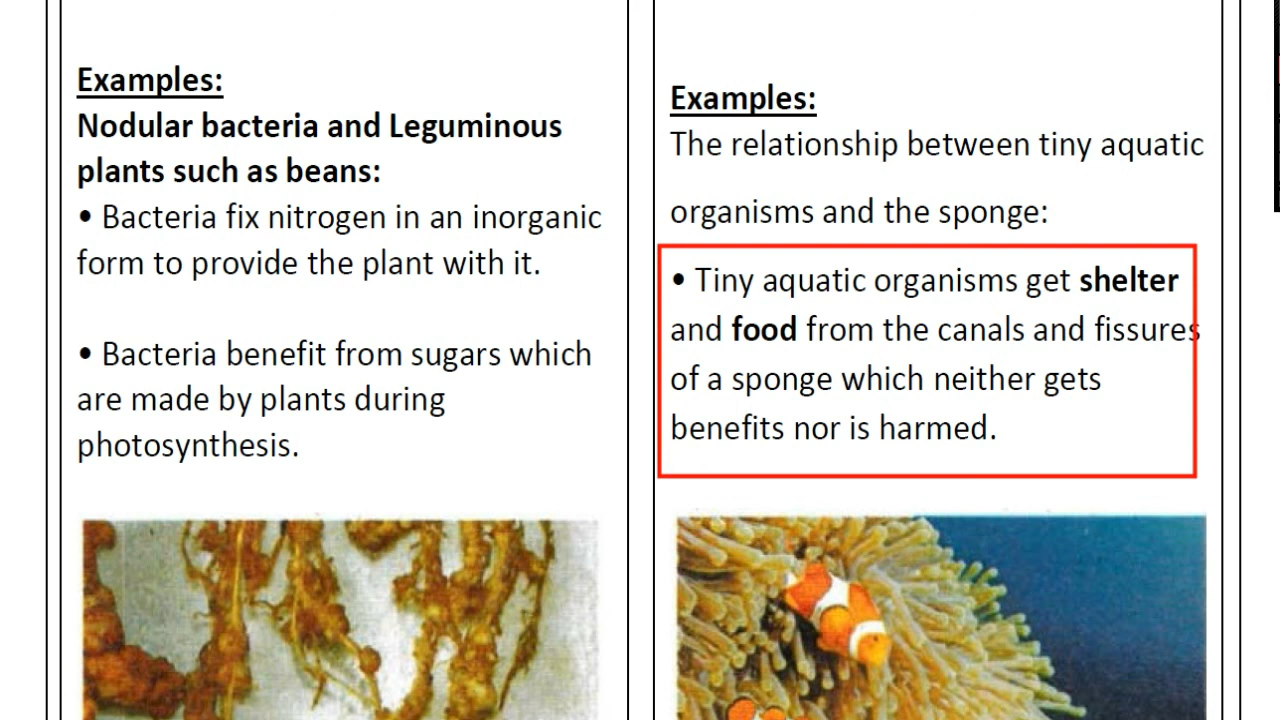 Examples:
Nodular bacteria and Leguminous
plants such as beans:
• Bacteria fix nitrogen in an inorganic
form to provide the plant with it.
• Bacteria benefit from sugars which
are made by plants during
photosynthesis.
Examples:
The relationship between tiny aquatic
organisms and the sponge:
• Tiny aquatic organisms get shelter
and food from the canals and fissures
of a sponge which neither gets
benefits nor is harmed.